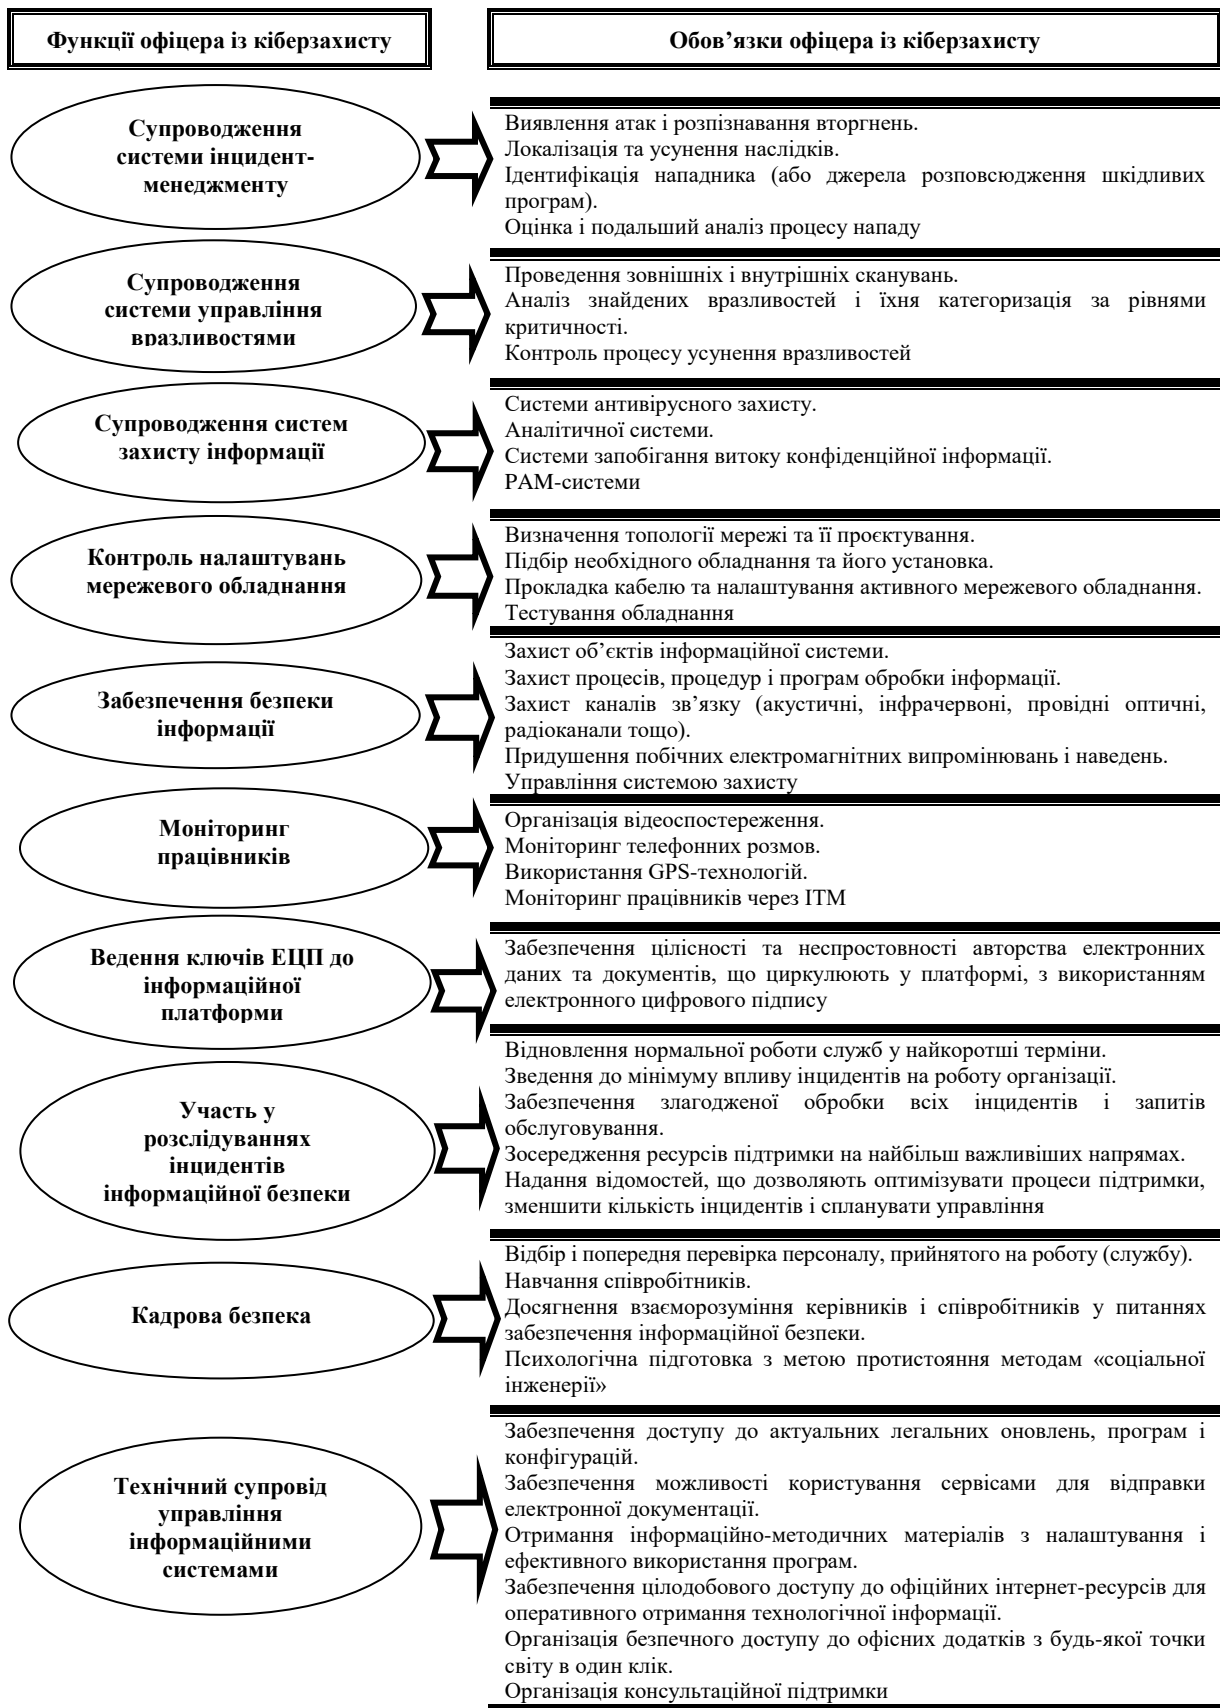 Функції офіцера із кіберзахисту
Обов’язки офіцера із кіберзахисту
Супроводження
системи інцидент-
менеджменту
Виявлення атак і розпізнавання вторгнень.
Локалізація та усунення наслідків.
Ідентифікація нападника (або джерела розповсюдження шкідливих
програм).
Оцінка і подальший аналіз процесу нападу
Супроводження
системи управління
вразливостями
Проведення зовнішніх і внутрішніх сканувань.
Аналіз знайдених вразливостей і їхня категоризація за рівнями
критичності.
Контроль процесу усунення вразливостей
Супроводження систем
захисту інформації
Системи антивірусного захисту.
Аналітичної системи.
Системи запобігання витоку конфіденційної інформації.
РАМ-системи
Контроль налаштувань
мережевого обладнання
Визначення топології мережі та її проєктування.
Підбір необхідного обладнання та його установка.
Прокладка кабелю та налаштування активного мережевого обладнання.
Тестування обладнання
Забезпечення безпеки
інформації
Захист об’єктів інформаційної системи.
Захист процесів, процедур і програм обробки інформації.
Захист каналів зв’язку (акустичні, інфрачервоні, провідні оптичні,
радіоканали тощо).
Придушення побічних електромагнітних випромінювань і наведень.
Управління системою захисту
Моніторинг
працівників
Організація відеоспостереження.
Моніторинг телефонних розмов.
Використання GPS-технологій.
Моніторинг працівників через ІТМ
Ведення ключів ЕЦП до
інформаційної
платформи
Забезпечення цілісності та неспростовності авторства електронних
даних та документів, що циркулюють у платформі, з використанням
електронного цифрового підпису
Участь у
розслідуваннях
інцидентів
інформаційної безпеки
Відновлення нормальної роботи служб у найкоротші терміни.
Зведення до мінімуму впливу інцидентів на роботу організації.
Забезпечення злагодженої обробки всіх інцидентів і запитів
обслуговування.
Зосередження ресурсів підтримки на найбільш важливіших напрямах.
Надання відомостей, що дозволяють оптимізувати процеси підтримки,
зменшити кількість інцидентів і спланувати управління
Кадрова безпека
Відбір і попередня перевірка персоналу, прийнятого на роботу (службу).
Навчання співробітників.
Досягнення взаєморозуміння керівників і співробітників у питаннях
забезпечення інформаційної безпеки.
Психологічна підготовка з метою протистояння методам «соціальної
інженерії»
Технічний супровід
управління
інформаційними
системами
Забезпечення доступу до актуальних легальних оновлень, програм і
конфігурацій.
Забезпечення можливості користування сервісами для відправки
електронної документації.
Отримання інформаційно-методичних матеріалів з налаштування і
ефективного використання програм.
Забезпечення цілодобового доступу до офіційних інтернет-ресурсів для
оперативного отримання технологічної інформації.
Організація безпечного доступу до офісних додатків з будь-якої точки
світу в один клік.
Організація консультаційної підтримки